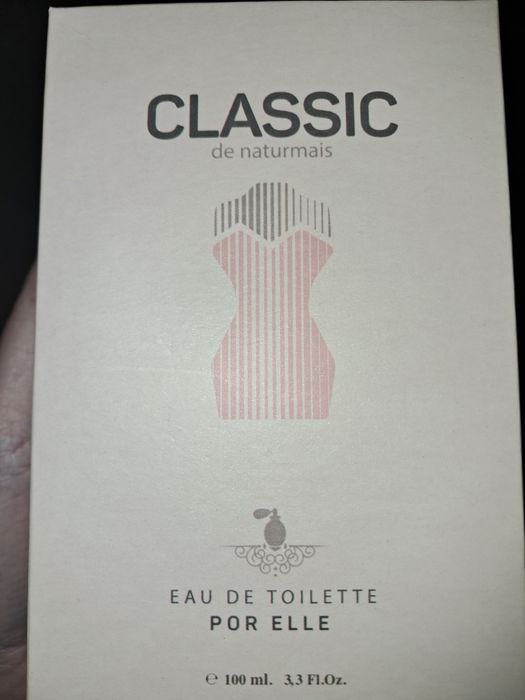 CLASSIC
de naturmais
EAU DE TOILETTE
POR ELLE
℮ 100 ml. 3,3 Fl.Oz.